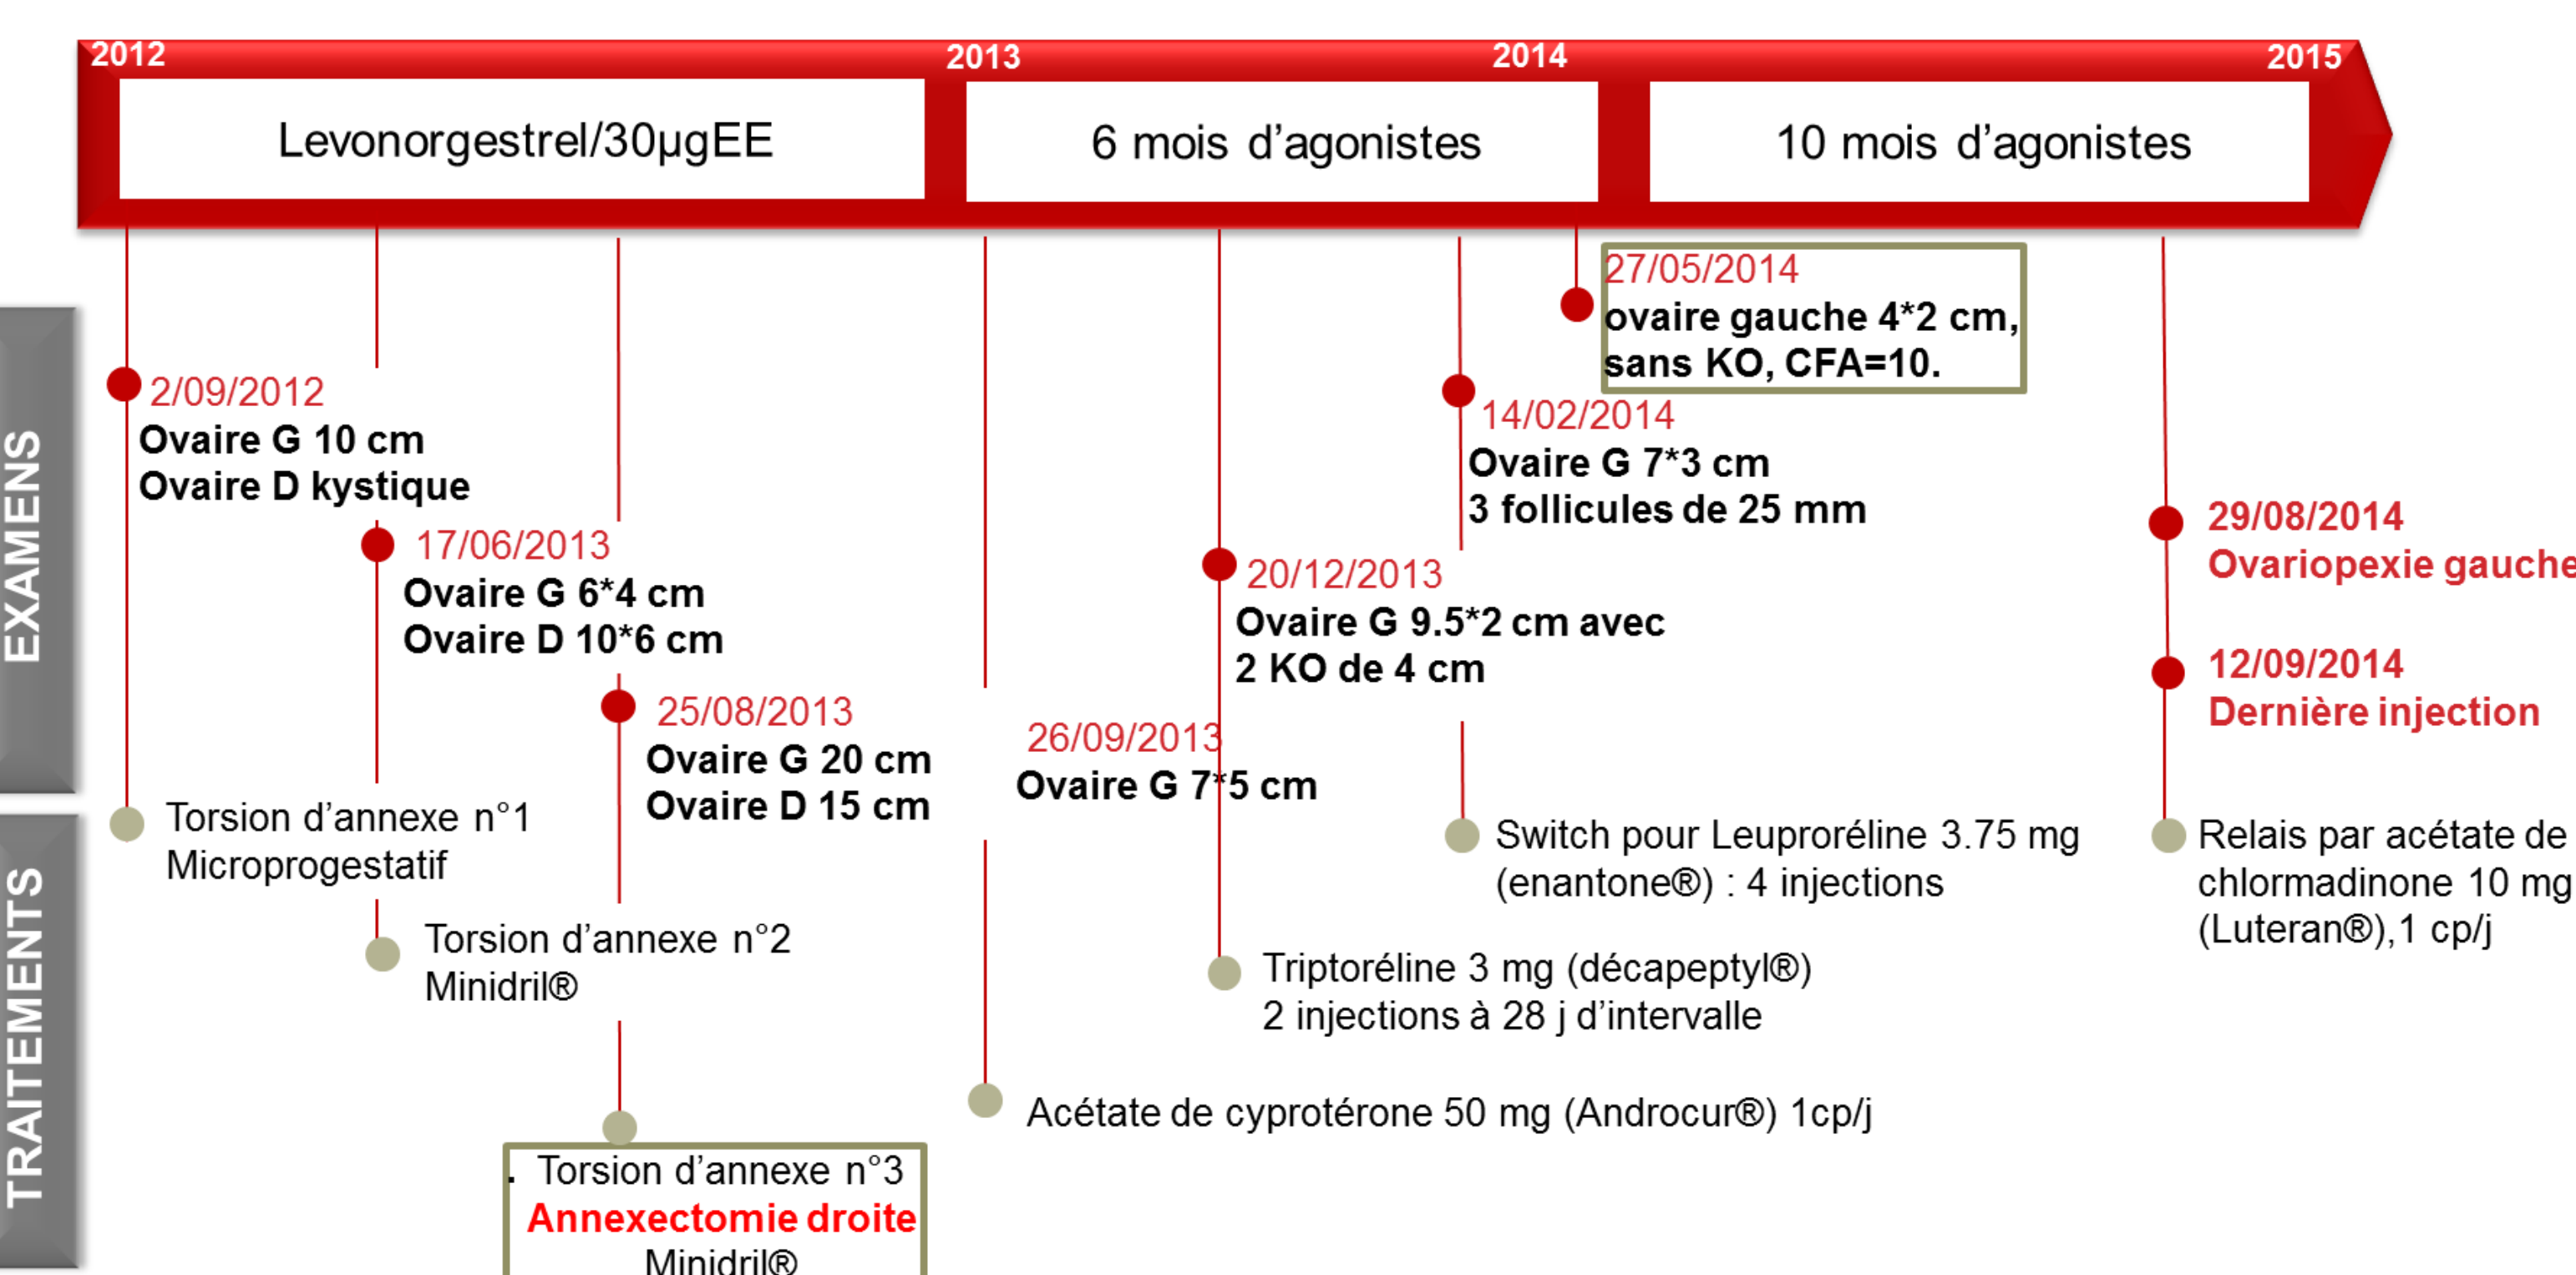 2012
2013
2014
2015
Levonorgestrel/30µgEE
6 mois d’agonistes
10 mois d’agonistes
EXAMENS
2/09/2012
Ovaire G 10 cm
Ovaire D kystique
17/06/2013
Ovaire G 6*4 cm
Ovaire D 10*6 cm
25/08/2013
Ovaire G 20 cm
Ovaire D 15 cm
26/09/2013
Ovaire G 7*5 cm
20/12/2013
Ovaire G 9.5*2 cm avec
2 KO de 4 cm
14/02/2014
Ovaire G 7*3 cm
3 follicules de 25 mm
27/05/2014
ovaire gauche 4*2 cm,
sans KO, CFA=10.
29/08/2014
Ovariopexie gauche
12/09/2014
Dernière injection
TRAITEMENTS
Torsion d’annexe n°1
Microprogestatif
Torsion d’annexe n°2
Minidril®
. Torsion d’annexe n°3
Annexectomie droite
Minidril®
Acétate de cyprotérone 50 mg (Androcur®) 1cp/j
Triptoréline 3 mg (décapeptyl®)
2 injections à 28 j d’intervalle
Switch pour Leuproréline 3.75 mg
(enantone®) : 4 injections
Relais par acétate de
chlormadinone 10 mg
(Luteran®),1 cp/j